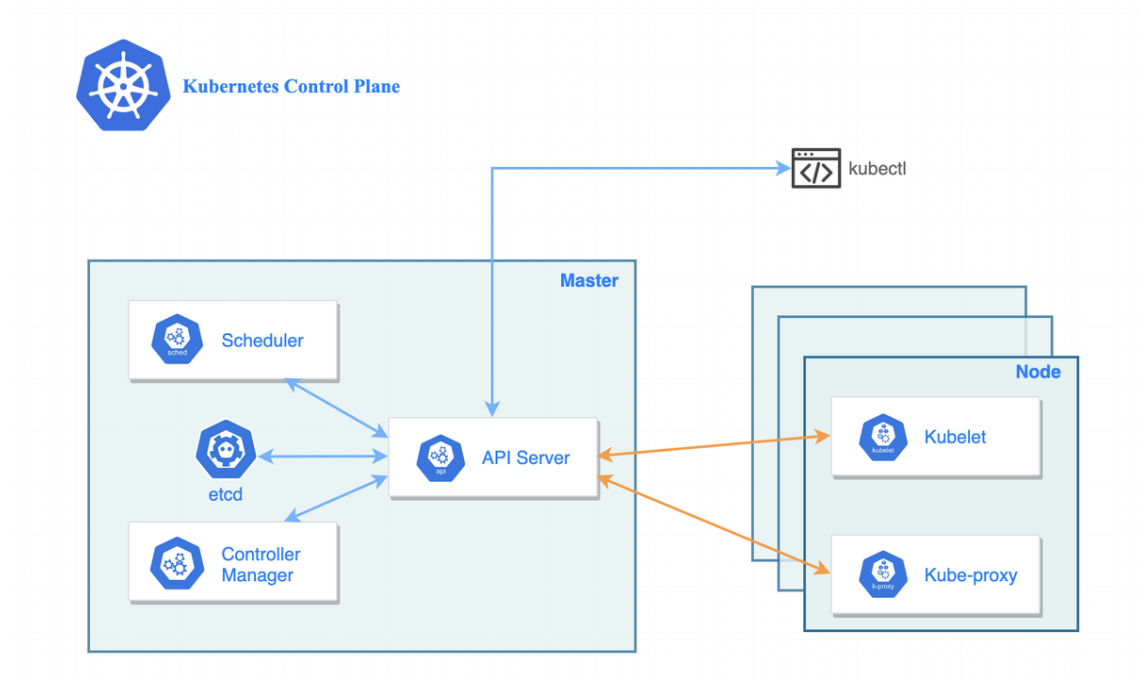 Kubernetes Control Plane
kubectl
Master
sched
Scheduler
etcd
api
API Server
Controller
Manager
Node
kubelet
Kubelet
k-proxy
Kube-proxy